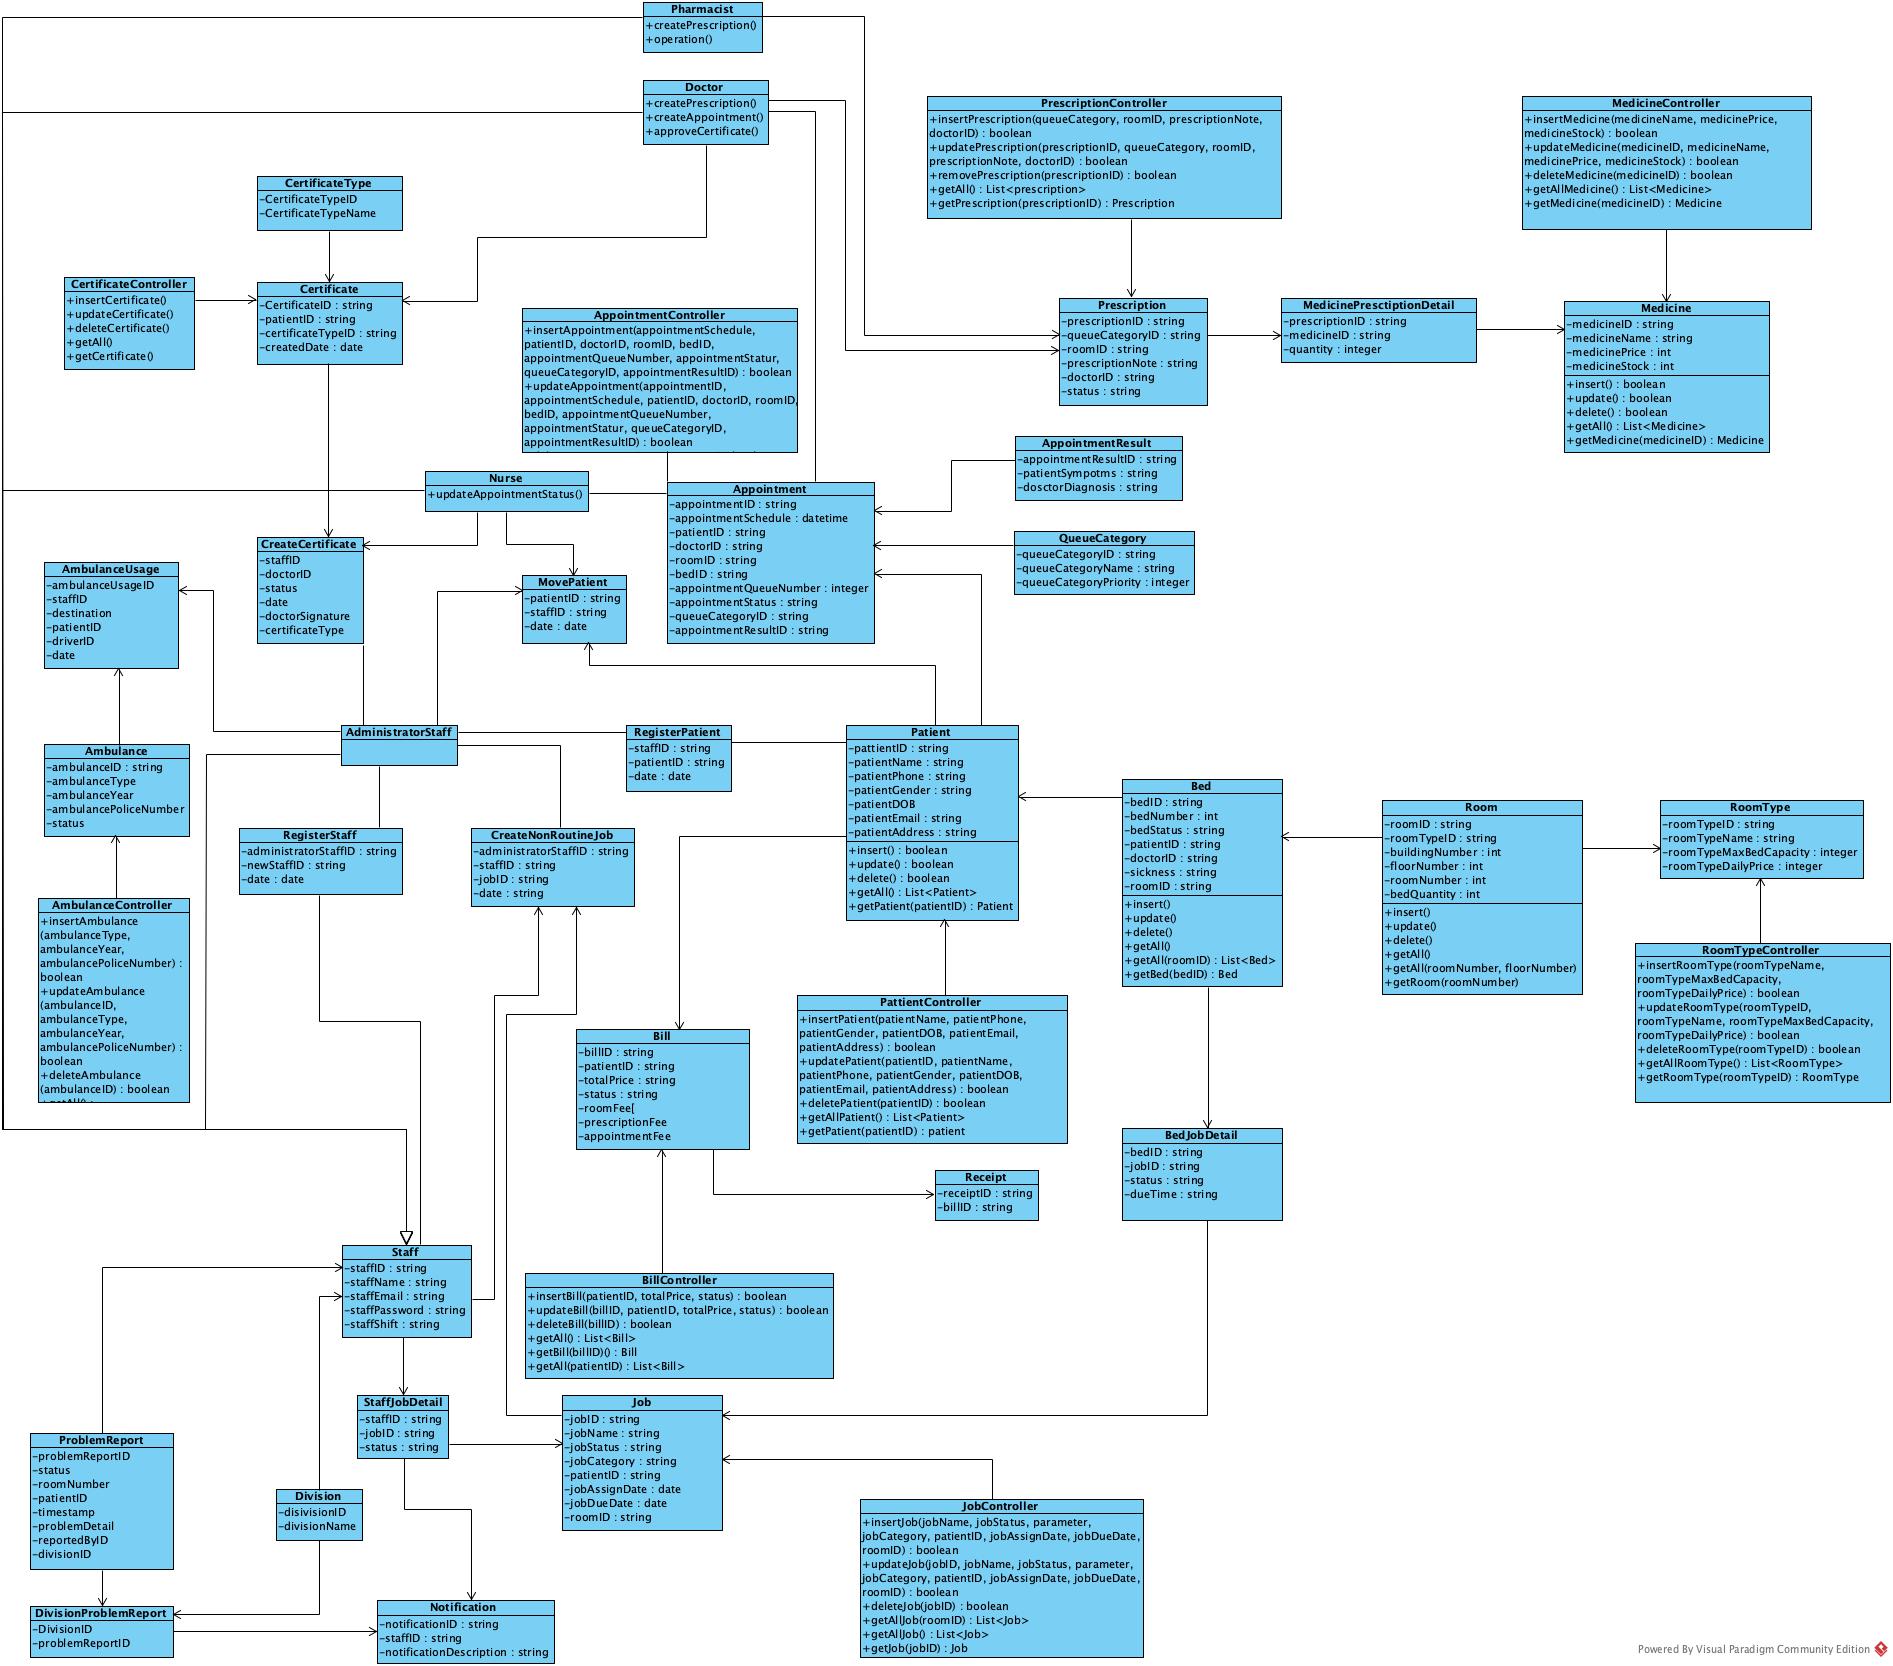 Pharmacist
+createPrescription()
+operation()
Doctor
+createPrescription()
+createAppointment()
+approveCertificate()
PrescriptionController
+insertPrescription(queueCategory, roomID, prescriptionNote,
doctorID) : boolean
+updatePrescription(prescriptionID, queueCategory, roomID,
prescriptionNote, doctorID) : boolean
+removePrescription(prescriptionID) : boolean
+getAll() : List<prescription>
+getPrescription(prescriptionID) : Prescription
MedicineController
+insertMedicine(medicineName, medicinePrice,
medicineStock) : boolean
+updateMedicine(medicineID, medicineName,
medicinePrice, medicineStock) : boolean
+deleteMedicine(medicineID) : boolean
+getAllMedicine() : List<Medicine>
+getMedicine(medicineID) : Medicine
CertificateType
-CertificateTypeID
-CertificateTypeName
CertificateController
+insertCertificate()
+updateCertificate()
+deleteCertificate()
+getAll()
+getCertificate()
Certificate
-CertificateID : string
-patientID : string
-certificateTypeID : string
-createdDate : date
AppointmentController
+insertAppointment(appointmentSchedule,
patientID, doctorID, roomID, bedID,
appointmentQueueNumber, appointmentStatur,
queueCategoryID, appointmentResultID) : boolean
+updateAppointment(appointmentID,
appointmentSchedule, patientID, doctorID, roomID,
bedID, appointmentQueueNumber,
appointmentStatur, queueCategoryID,
appointmentResultID) : boolean
Prescription
-prescriptionID : string
-queueCategoryID : string
-roomID : string
-prescriptionNote : string
-doctorID : string
-status : string
MedicinePresctiptionDetail
-prescriptionID : string
-medicineID : string
-quantity : integer
Medicine
-medicineID : string
-medicineName : string
-medicinePrice : int
-medicineStock : int
+insert() : boolean
+update() : boolean
+delete() : boolean
+getAll() : List<Medicine>
+getMedicine(medicineID) : Medicine
AppointmentResult
-appointmentResultID : string
-patientSympotms : string
-dosctorDiagnosis : string
Nurse
+updateAppointmentStatus()
Appointment
-appointmentID : string
-appointmentSchedule : datetime
-patientID : string
-doctorID : string
-roomID : string
-bedID : string
-appointmentQueueNumber : integer
-appointmentStatus : string
-queueCategoryID : string
-appointmentResultID : string
QueueCategory
-queueCategoryID : string
-queueCategoryName : string
-queueCategoryPriority : integer
CreateCertificate
-staffID
-doctorID
-status
-date
-doctorSignature
-certificateType
AmbulanceUsage
-ambulanceUsageID
-staffID
-destination
-patientID
-driverID
-date
MovePatient
-patientID : string
-staffID : string
-date : date
AdministratorStaff
RegisterPatient
-staffID : string
-patientID : string
-date : date
Patient
-pattientID : string
-patientName : string
-patientPhone : string
-patientGender : string
-patientDOB
-patientEmail : string
-patientAddress : string
+insert() : boolean
+update() : boolean
+delete() : boolean
+getAll() : List<Patient>
+getPatient(patientID) : Patient
Ambulance
-ambulanceID : string
-ambulanceType
-ambulanceYear
-ambulancePoliceNumber
-status
Bed
-bedID : string
-bedNumber : int
-bedStatus : string
-patientID : string
-doctorID : string
-sickness : string
-roomID : string
+insert()
+update()
+delete()
+getAll()
+getAll(roomID) : List<Bed>
+getBed(bedID) : Bed
Room
-roomID : string
-roomTypeID : string
-buildingNumber : int
-floorNumber : int
-roomNumber : int
-bedQuantity : int
+insert()
+update()
+delete()
+getAll()
+getAll(roomNumber, floorNumber)
+getRoom(roomNumber)
RoomType
-roomTypeID : string
-roomTypeName : string
-roomTypeMaxBedCapacity : integer
-roomTypeDailyPrice : integer
RegisterStaff
-administratorStaffID : string
-newStaffID : string
-date : date
CreateNonRoutineJob
-administratorStaffID : string
-staffID : string
-jobID : string
-date : string
AmbulanceController
+insertAmbulance
(ambulanceType,
ambulanceYear,
ambulancePoliceNumber) :
boolean
+updateAmbulance
(ambulanceID,
ambulanceType,
ambulanceYear,
ambulancePoliceNumber) :
boolean
+deleteAmbulance
(ambulanceID) : boolean
RoomTypeController
+insertRoomType(roomTypeName,
roomTypeMaxBedCapacity,
roomTypeDailyPrice) : boolean
+updateRoomType(roomTypeID,
roomTypeName, roomTypeMaxBedCapacity,
roomTypeDailyPrice) : boolean
+deleteRoomType(roomTypeID) : boolean
+getAllRoomType() : List<RoomType>
+getRoomType(roomTypeID) : RoomType
PattientController
+insertPatient(patientName, patientPhone,
patientGender, patientDOB, patientEmail,
patientAddress) : boolean
+updatePatient(patientID, patientName,
patientPhone, patientGender, patientDOB,
patientEmail, patientAddress) : boolean
+deletePatient(patientID) : boolean
+getAllPatient() : List<Patient>
+getPatient(patientID) : patient
Bill
-billID : string
-patientID : string
-totalPrice : string
-status : string
-roomFee[
-prescriptionFee
-appointmentFee
BedJobDetail
-bedID : string
-jobID : string
-status : string
-dueTime : string
Receipt
-receiptID : string
-billID : string
Staff
-staffID : string
-staffName : string
-staffEmail : string
-staffPassword : string
-staffShift : string
BillController
+insertBill(patientID, totalPrice, status) : boolean
+updateBill(billID, patientID, totalPrice, status) : boolean
+deleteBill(billID) : boolean
+getAll() : List<Bill>
+getBill(billID)() : Bill
+getAll(patientID) : List<Bill>
StaffJobDetail
-staffID : string
-jobID : string
-status : string
Job
-jobID : string
-jobName : string
-jobStatus : string
-jobCategory : string
-patientID : string
-jobAssignDate : date
-jobDueDate : date
-roomID : string
ProblemReport
-problemReportID
-status
-roomNumber
-patientID
-timestamp
-problemDetail
-reportedByID
-divisionID
Division
-disivisionID
-divisionName
JobController
+insertJob(jobName, jobStatus, parameter,
jobCategory, patientID, jobAssignDate, jobDueDate,
roomID) : boolean
+updateJob(jobID, jobName, jobStatus, parameter,
jobCategory, patientID, jobAssignDate, jobDueDate,
roomID) : boolean
+deleteJob(jobID) : boolean
+getAllJob(roomID) : List<Job>
+getAllJob() : List<Job>
+getJob(jobID) : Job
DivisionProblemReport
-DivisionID
-problemReportID
Notification
-notificationID : string
-staffID : string
-notificationDescription : string
Powered By Visual Paradigm Community Edition